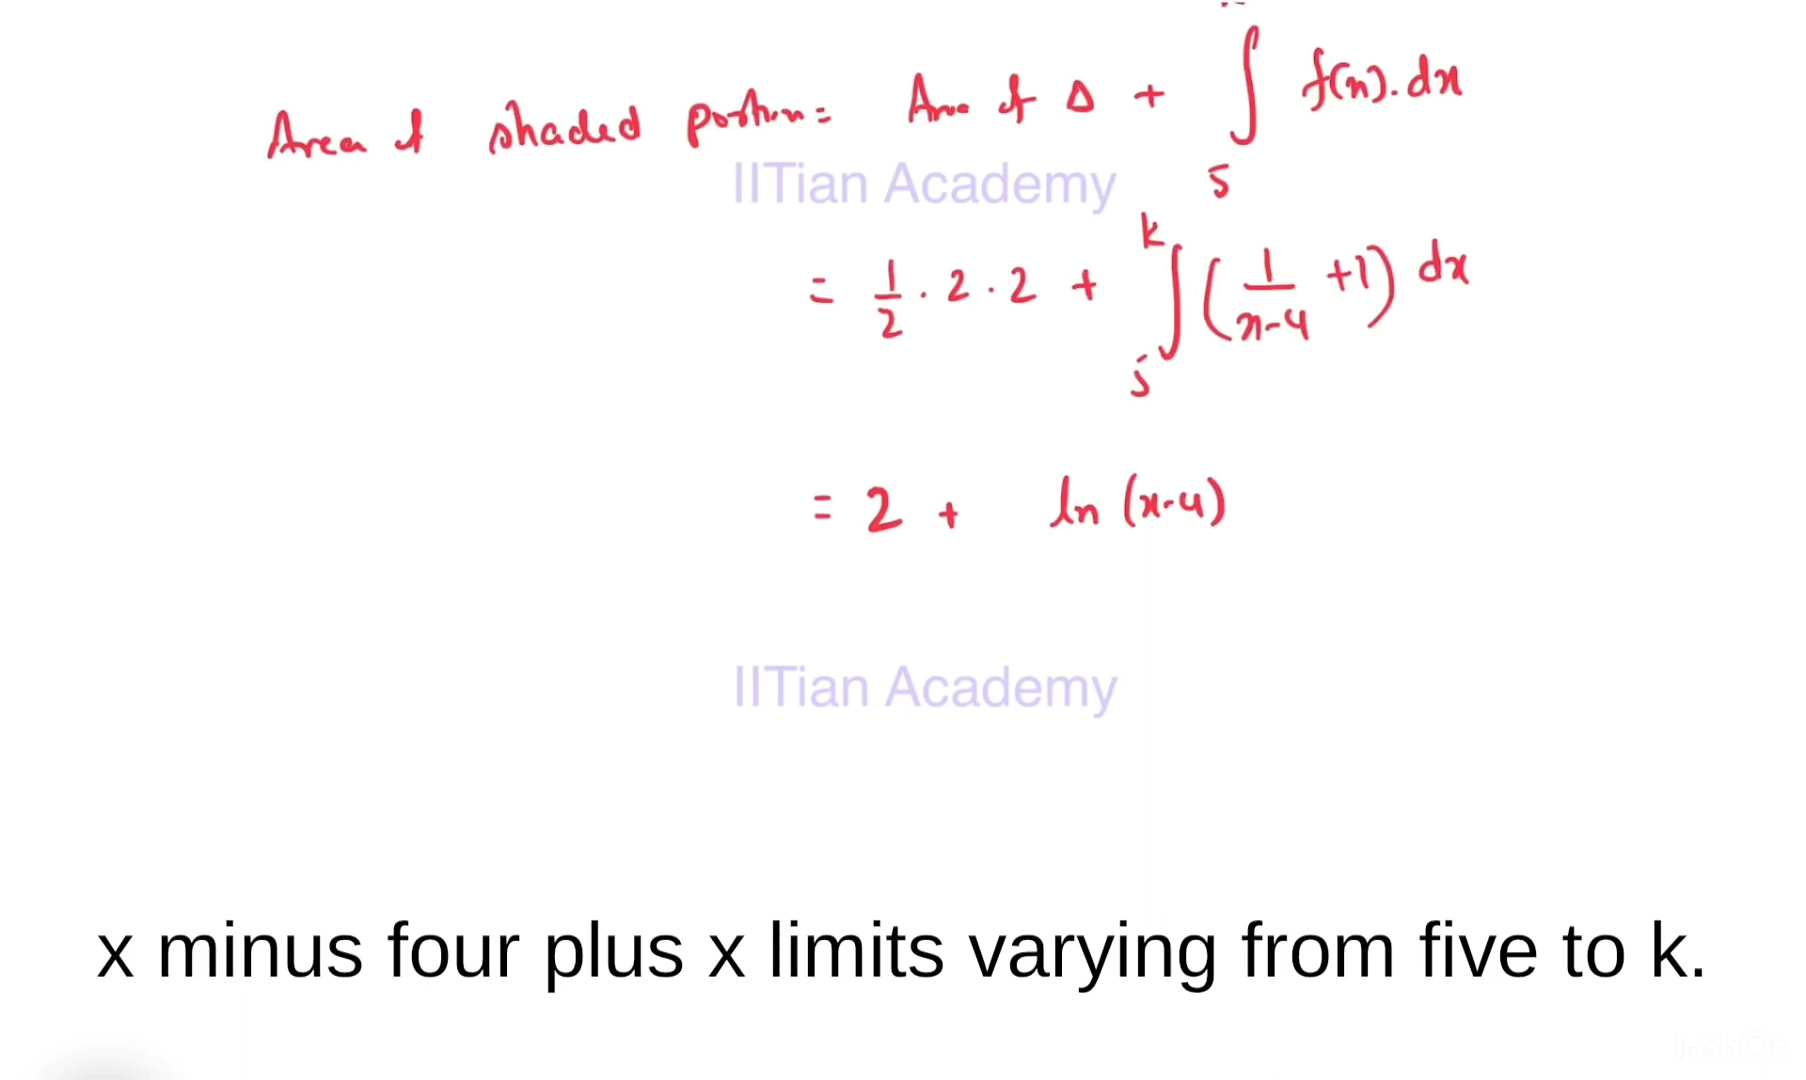 Area of shaded portion = Area of Δ + ∫₅ f(x).dx
IITian Academy
= 1/2 · 2 · 2 + ∫₅ᵏ (1/(x-4) +1) dx
= 2 + ln (x-4)
IITian Academy
x minus four plus x limits varying from five to k.